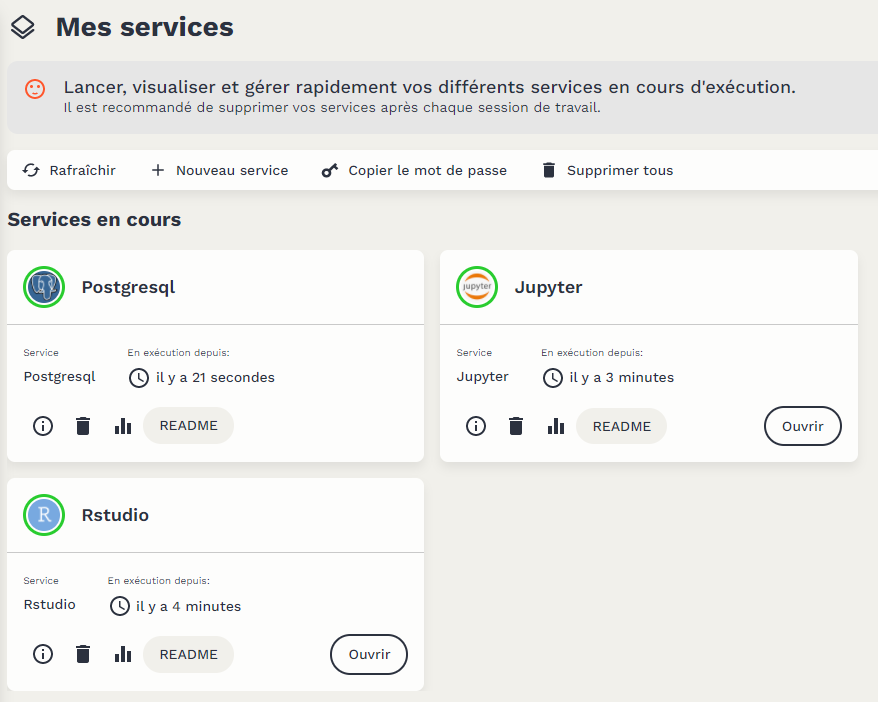 Mes services
Lancer, visualiser et gérer rapidement vos différents services en cours d'exécution.
Il est recommandé de supprimer vos services après chaque session de travail.
Rafraîchir Nouveau service Copier le mot de passe Supprimer tous
Services en cours
Postgresql
Service En exécution depuis:
Postgresql il y a 21 secondes
README
jupyter Jupyter
Service En exécution depuis:
Jupyter il y a 3 minutes
README Ouvrir
R Rstudio
Service En exécution depuis:
Rstudio il y a 4 minutes
README Ouvrir